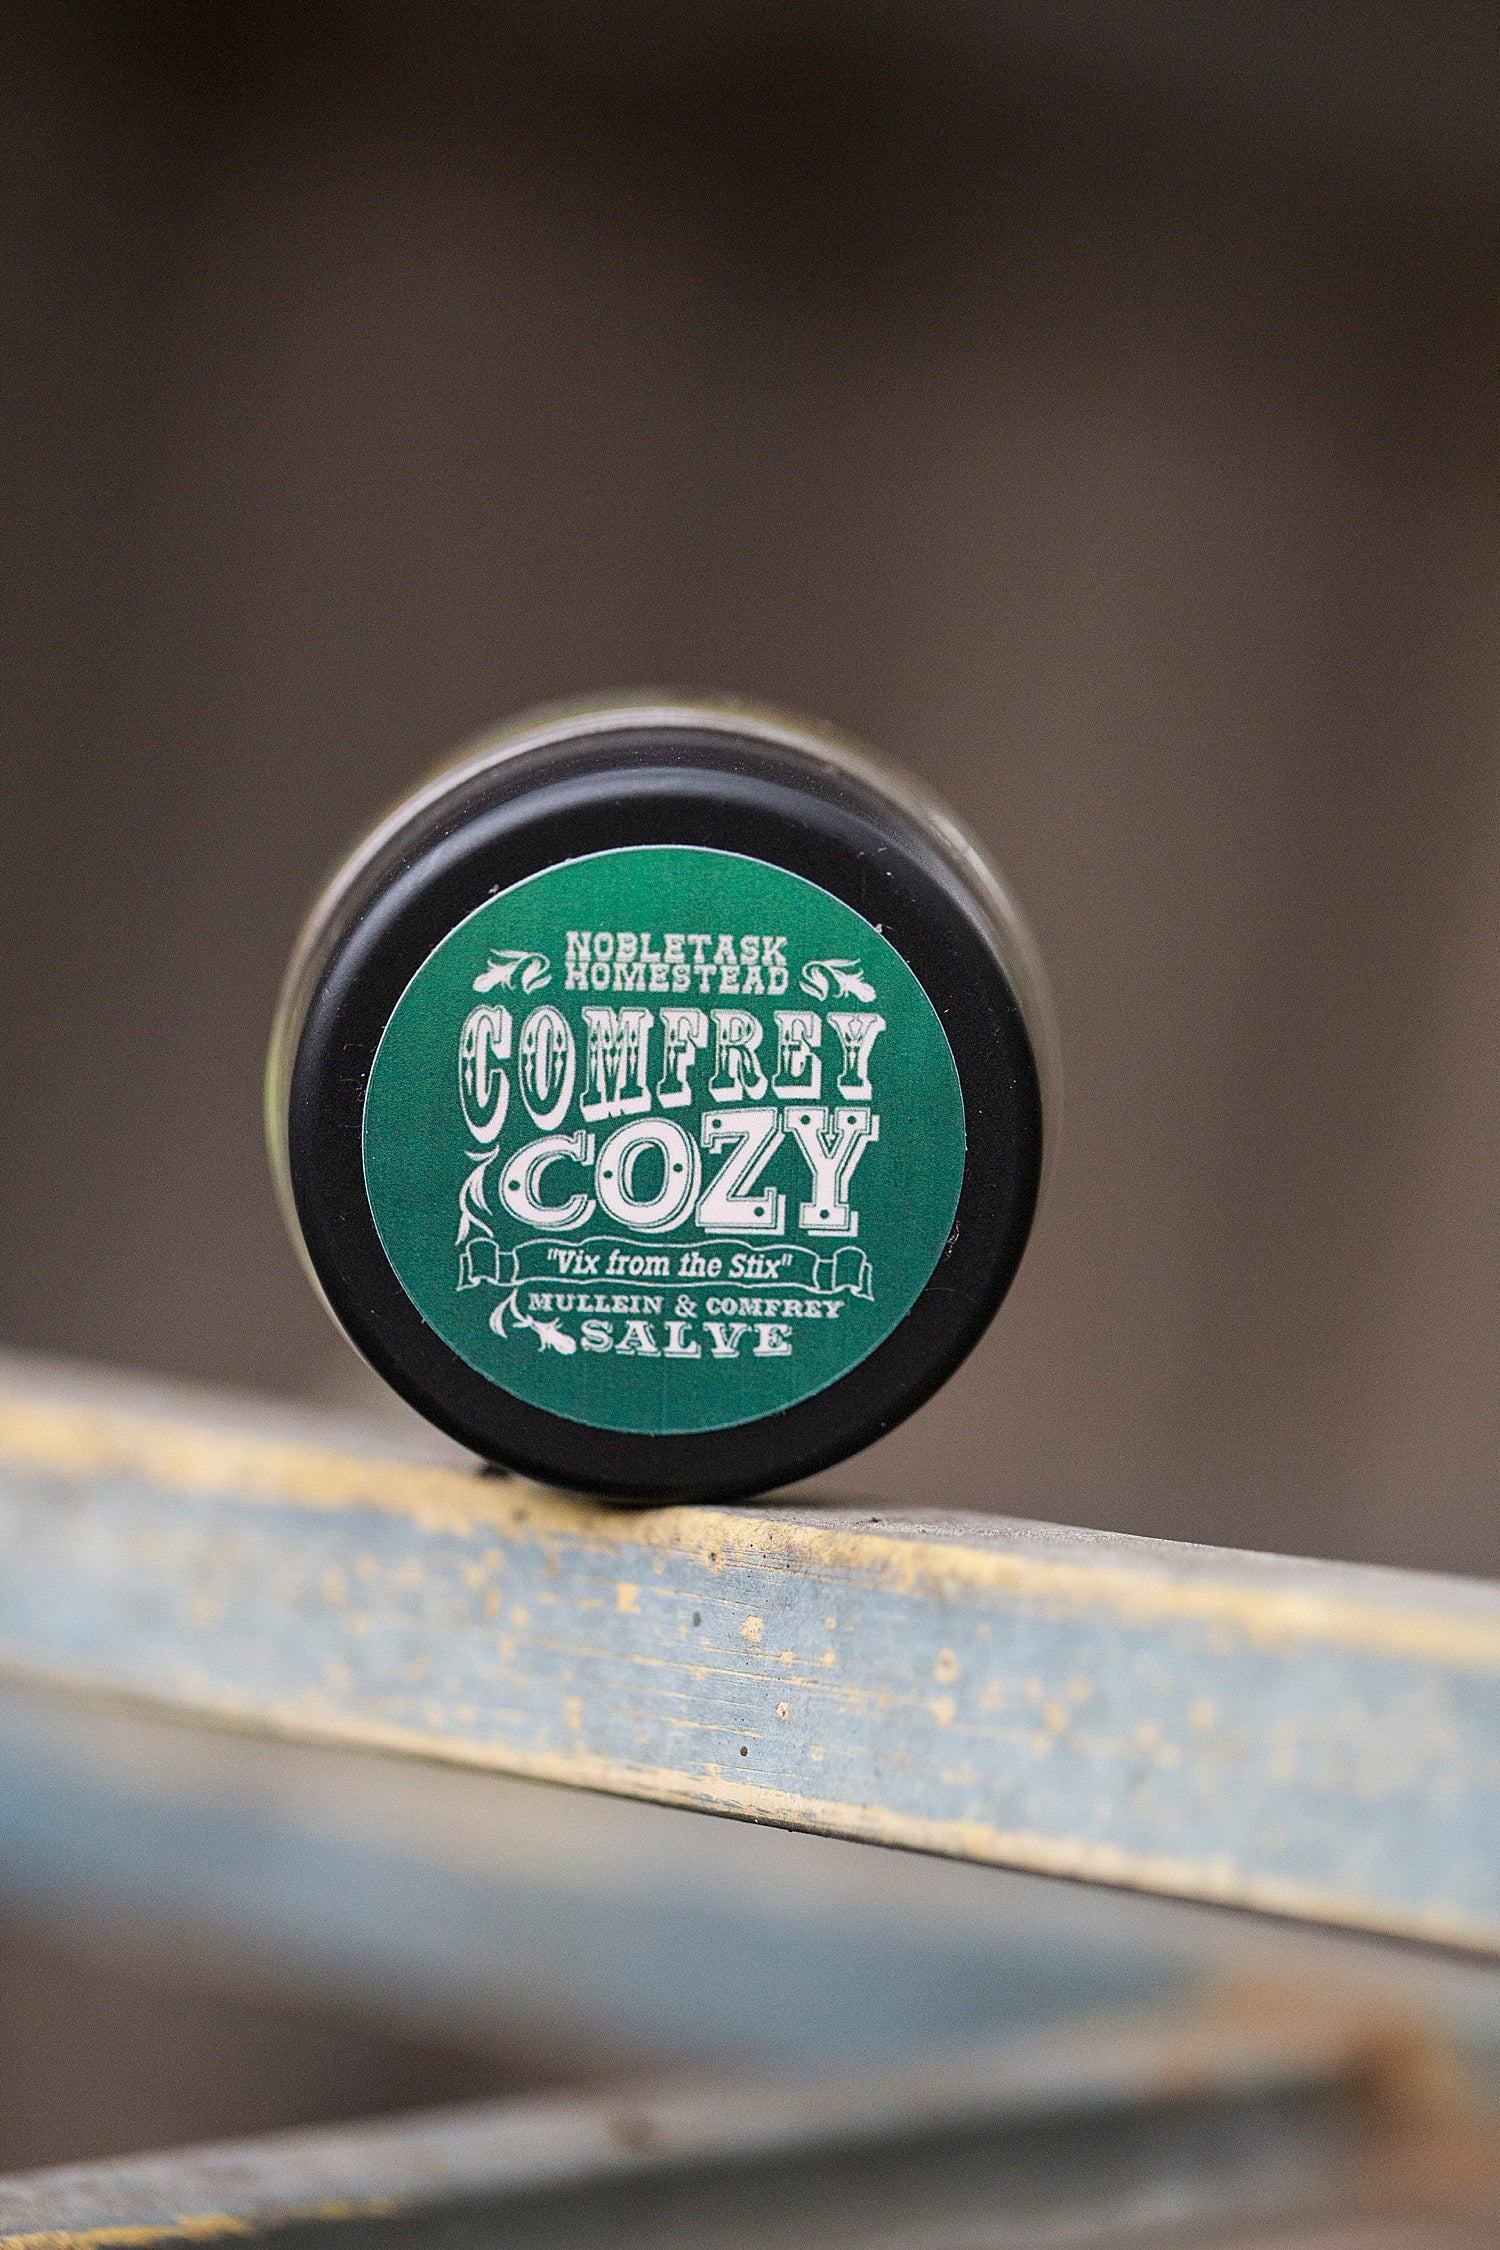 NOBLETASK
HOMESTEAD
COMFREY
COZY
"Vix from the Stix"
MULLEIN & COMFREY
SALVE